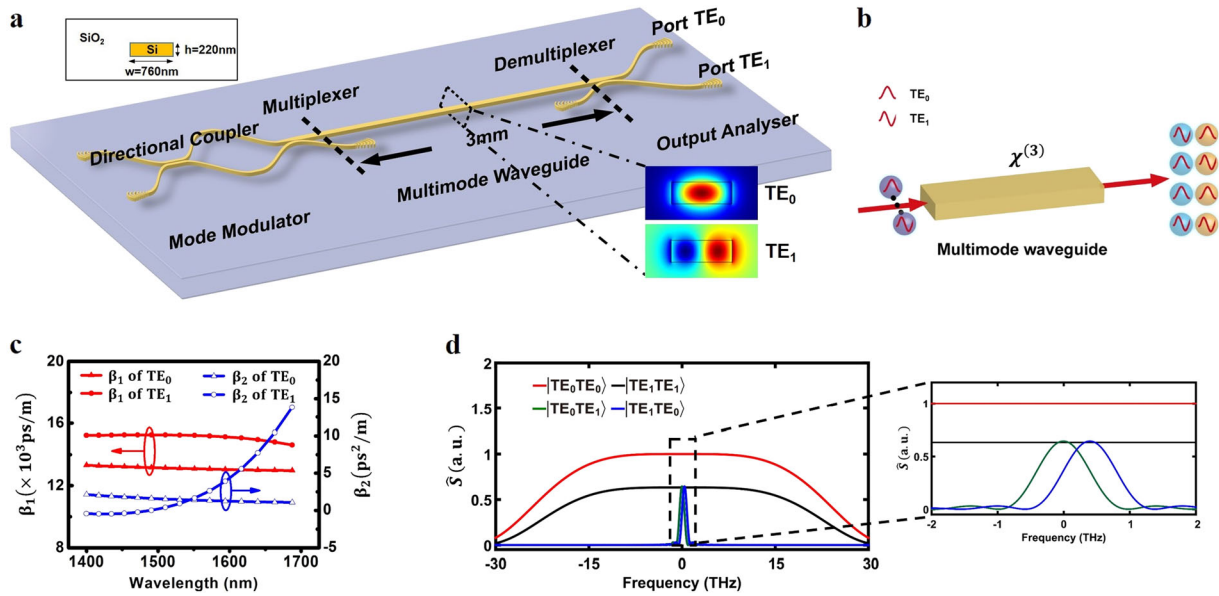 a
SiO₂
Si
h=220nm
w=760nm
Port TE₀
Port TE₁
Demultiplexer
Multiplexer
Directional Coupler
3mm
Output Analyser
Multimode Waveguide
Mode Modulator
TE₀
TE₁
b
TE₀
TE₁
χ⁽³⁾
Multimode waveguide
c
β₁ of TE₀
β₂ of TE₀
β₁ of TE₁
β₂ of TE₁
20
16
12
8
β₁(× 10³ps/m)
20
15
10
5
0
-5
β₂(ps²/m)
1400
1500
1600
1700
Wavelength (nm)
d
2
1.5
1
0.5
0
Ŝ (a. u.)
|TE₀TE₀⟩
|TE₁TE₁⟩
|TE₀TE₁⟩
|TE₁TE₀⟩
-30
-15
0
15
30
Frequency (THz)
1
0.5
0
Ŝ (a. u.)
-2
-1
0
1
2
Frequency (THz)